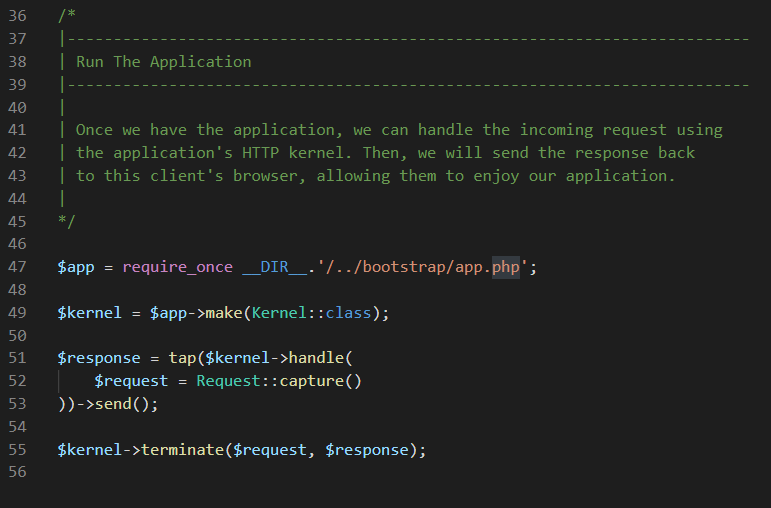 36 /*
37 |--------------------------------------------------------------------------
38 | Run The Application
39 |--------------------------------------------------------------------------
40 |
41 | Once we have the application, we can handle the incoming request using
42 | the application's HTTP kernel. Then, we will send the response back
43 | to this client's browser, allowing them to enjoy our application.
44 |
45 */
46
47 $app = require_once __DIR__.'/../bootstrap/app.php';
48
49 $kernel = $app->make(Kernel::class);
50
51 $response = tap($kernel->handle(
52     $request = Request::capture()
53 ))->send();
54
55 $kernel->terminate($request, $response);
56